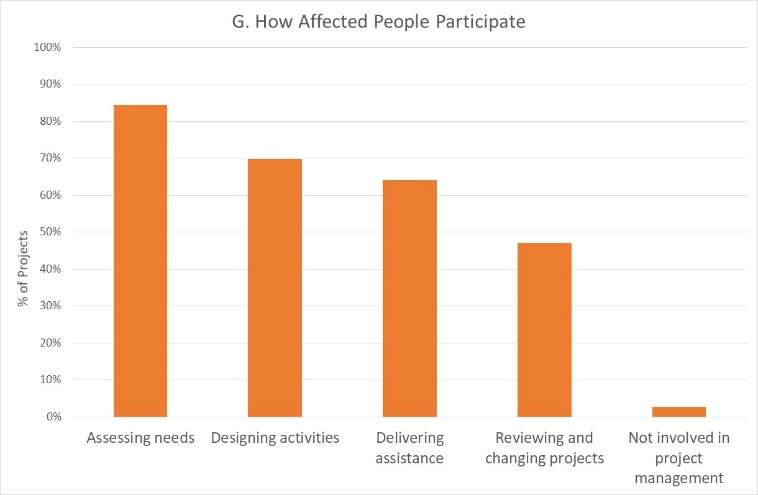 G. How Affected People Participate
100%
90%
80%
70%
60%
50%
40%
30%
20%
10%
0%
% of Projects
Assessing needs
Designing activities
Delivering
assistance
Reviewing and
changing projects
Not involved in
project
management